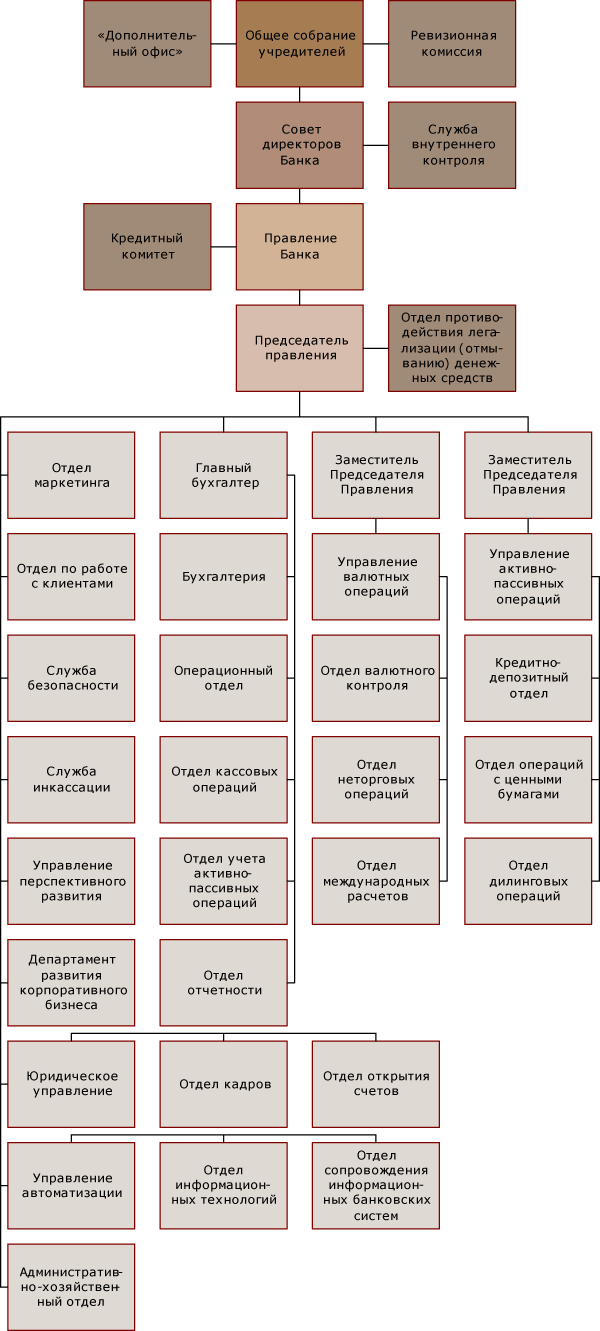 «Дополнитель-
ный офис»
Общее собрание
учредителей
Ревизионная
комиссия
Совет
директоров
Банка
Служба
внутреннего
контроля
Кредитный
комитет
Правление
Банка
Председатель
правления
Отдел противо-
действия лега-
лизации (отмы-
ванию) денеж-
ных средств
Отдел
маркетинга
Главный
бухгалтер
Заместитель
Председателя
Правления
Заместитель
Председателя
Правления
Отдел по работе
с клиентами
Бухгалтерия
Управление
валютных
операций
Управление
активно-
пассивных
операций
Служба
безопасности
Операционный
отдел
Отдел валютного
контроля
Кредитно-
депозитный
отдел
Служба
инкассации
Отдел кассовых
операций
Отдел
неторговых
операций
Отдел операций
с ценными
бумагами
Управление
перспективного
развития
Отдел учета
активно-
пассивных
операций
Отдел
международных
расчетов
Отдел
дилинговых
операций
Департамент
развития
корпоративного
бизнеса
Отдел
отчетности
Юридическое
управление
Отдел кадров
Отдел открытия
счетов
Управление
автоматизации
Отдел
информацион-
ных технологий
Отдел
сопровождения
информацион-
ных банковских
систем
Административ-
но-хозяйствен-
ный отдел